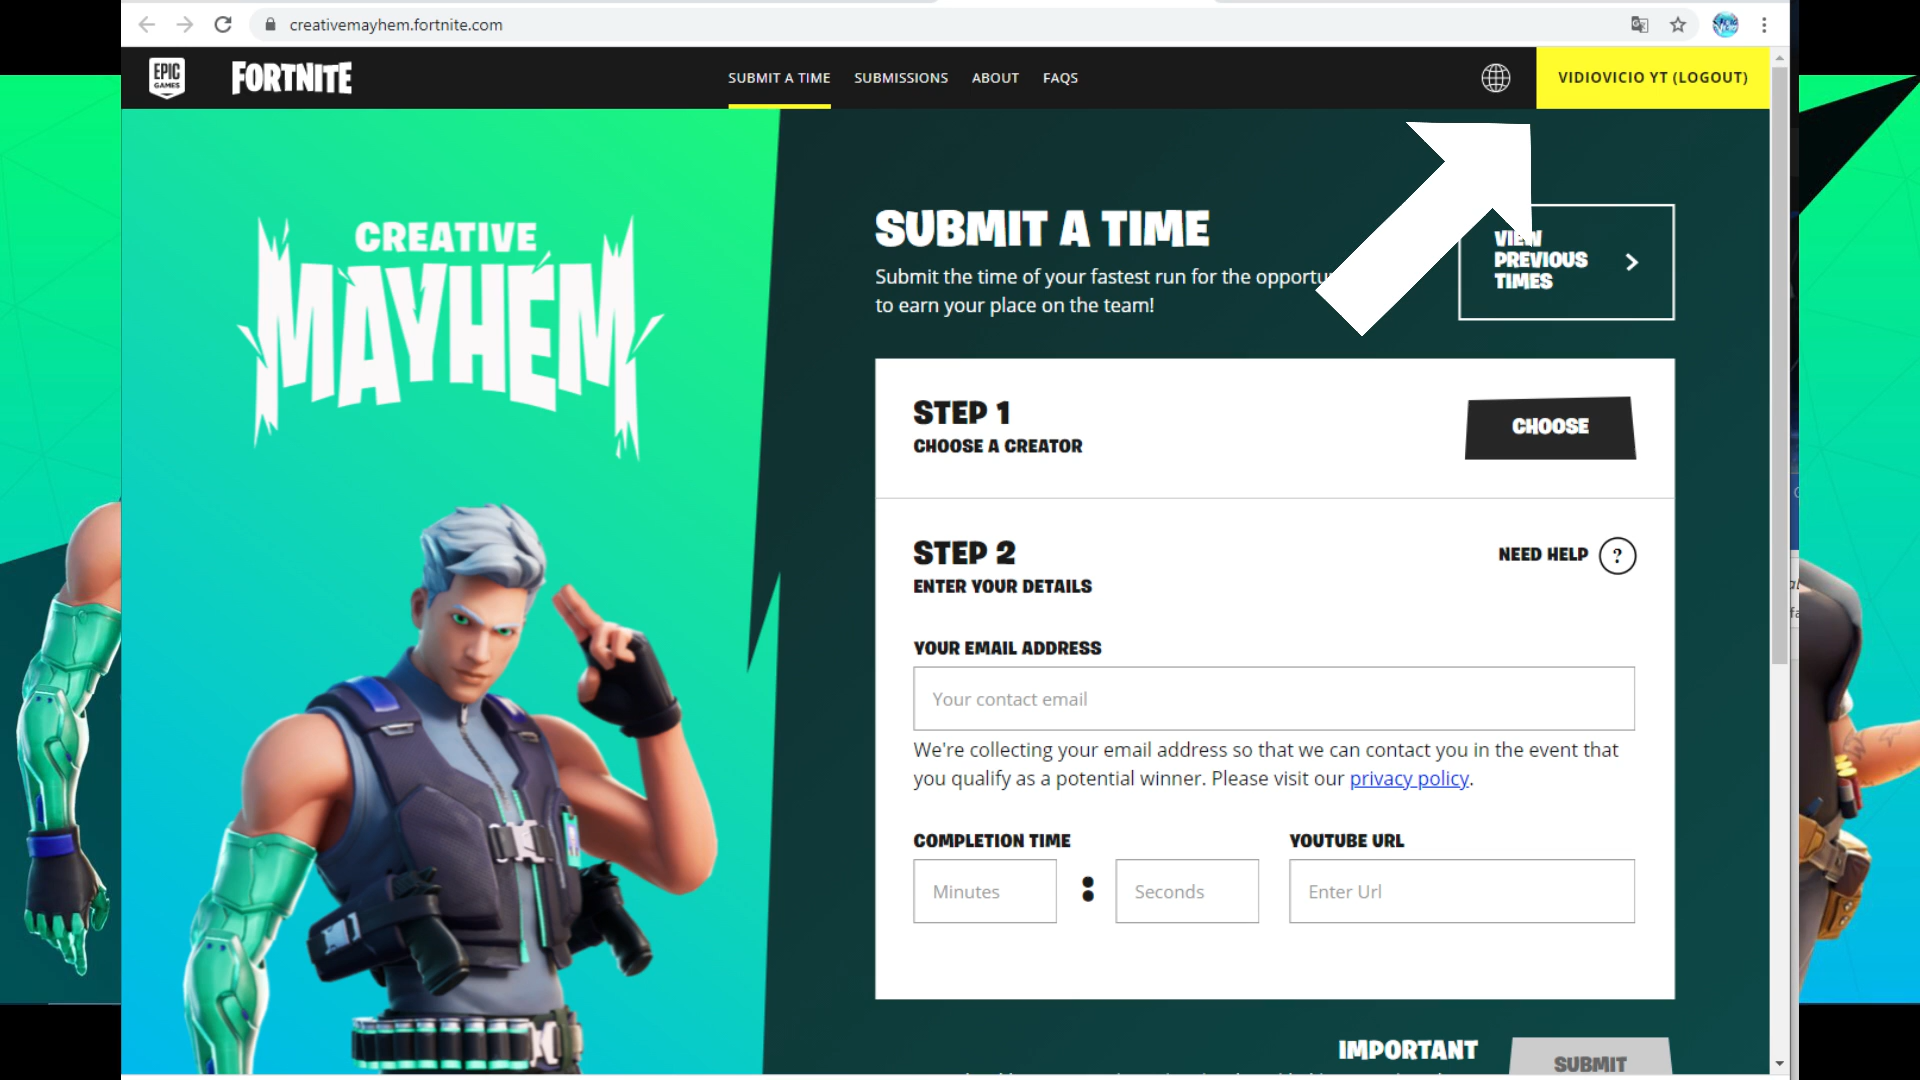 creativemayhem.fortnite.com
EPIC
GAMES
FORTNITE
SUBMIT A TIME
SUBMISSIONS
ABOUT
FAQS
VIDIOVICIO YT (LOGOUT)
CREATIVE
MAYHEM
SUBMIT A TIME
Submit the time of your fastest run for the
to earn your place on the team!
VIEW
PREVIOUS
TIMES
STEP 1
CHOOSE A CREATOR
CHOOSE
STEP 2
ENTER YOUR DETAILS
NEED HELP ?
YOUR EMAIL ADDRESS
Your contact email
We're collecting your email address so that we can contact you in the event that
you qualify as a potential winner. Please visit our privacy policy.
COMPLETION TIME
YOUTUBE URL
Minutes : Seconds
Enter Url
IMPORTANT
SUBMIT